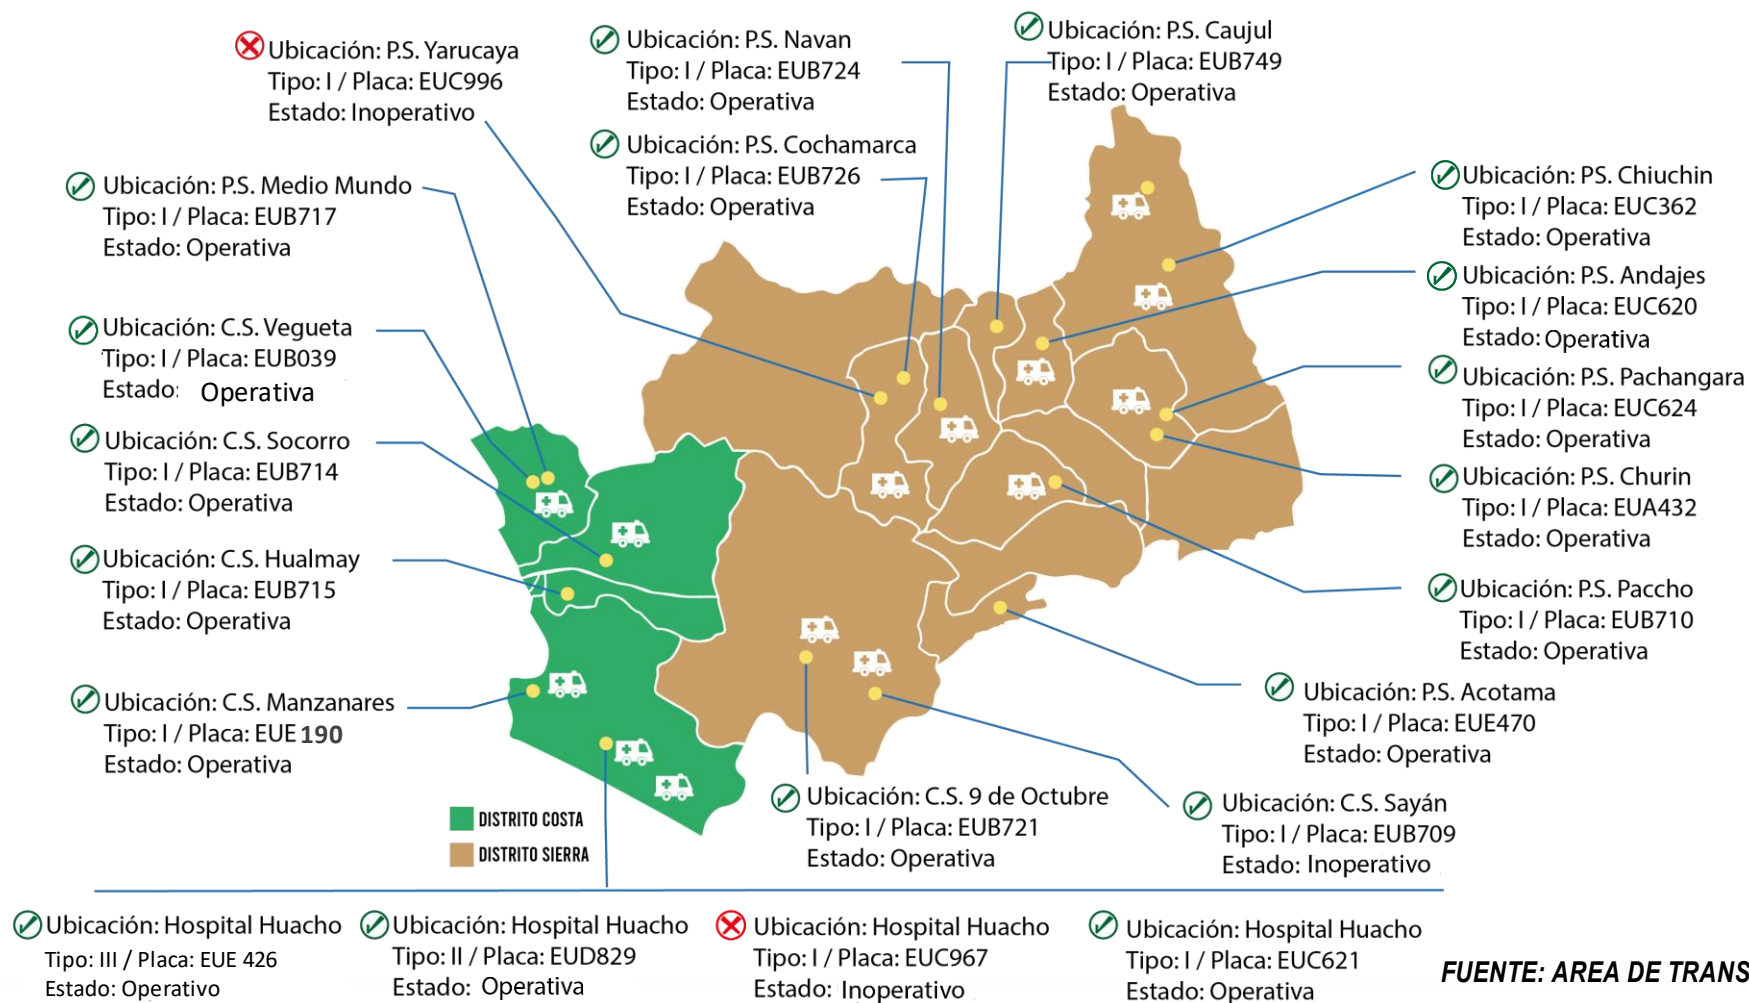 Ubicación: P.S. Yarucaya
Tipo: I / Placa: EUC996
Estado: Inoperativo
Ubicación: P.S. Navan
Tipo: I / Placa: EUB724
Estado: Operativa
Ubicación: P.S. Caujul
Tipo: I / Placa: EUB749
Estado: Operativa
Ubicación: P.S. Cochamarca
Tipo: I / Placa: EUB726
Estado: Operativa
Ubicación: P.S. Medio Mundo
Tipo: I / Placa: EUB717
Estado: Operativa
Ubicación: PS. Chiuchin
Tipo: I / Placa: EUC362
Estado: Operativa
Ubicación: P.S. Andajes
Tipo: I / Placa: EUC620
Estado: Operativa
Ubicación: C.S. Vegueta
Tipo: I / Placa: EUB039
Estado: Operativa
Ubicación: P.S. Pachangara
Tipo: I / Placa: EUC624
Estado: Operativa
Ubicación: C.S. Socorro
Tipo: I / Placa: EUB714
Estado: Operativa
Ubicación: P.S. Churin
Tipo: I / Placa: EUA432
Estado: Operativa
Ubicación: C.S. Hualmay
Tipo: I / Placa: EUB715
Estado: Operativa
Ubicación: P.S. Paccho
Tipo: I / Placa: EUB710
Estado: Operativa
Ubicación: C.S. Manzanares
Tipo: I / Placa: EUE 190
Estado: Operativa
Ubicación: P.S. Acotama
Tipo: I / Placa: EUE470
Estado: Operativa
Ubicación: C.S. 9 de Octubre
Tipo: I / Placa: EUB721
Estado: Operativa
Ubicación: C.S. Sayán
Tipo: I / Placa: EUB709
Estado: Inoperativo
DISTRITO COSTA
DISTRITO SIERRA
Ubicación: Hospital Huacho
Tipo: III / Placa: EUE 426
Estado: Operativo
Ubicación: Hospital Huacho
Tipo: II / Placa: EUD829
Estado: Operativa
Ubicación: Hospital Huacho
Tipo: I / Placa: EUC967
Estado: Inoperativo
Ubicación: Hospital Huacho
Tipo: I / Placa: EUC621
Estado: Operativa
FUENTE: AREA DE TRANS